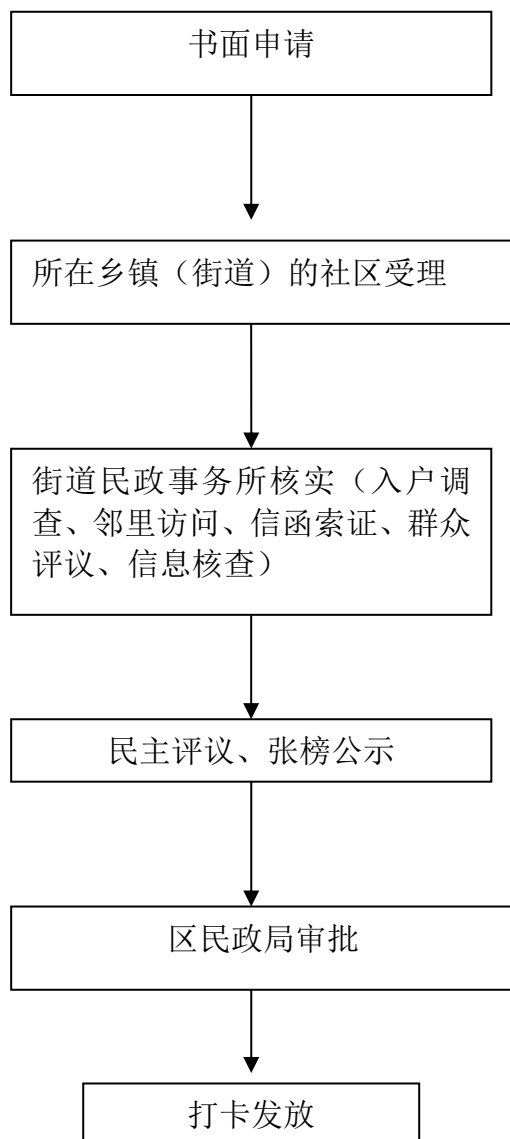 书面申请
所在乡镇（街道）的社区受理
街道民政事务所核实（入户调
查、邻里访问、信函索证、群众
评议、信息核查）
民主评议、张榜公示
区民政局审批
打卡发放